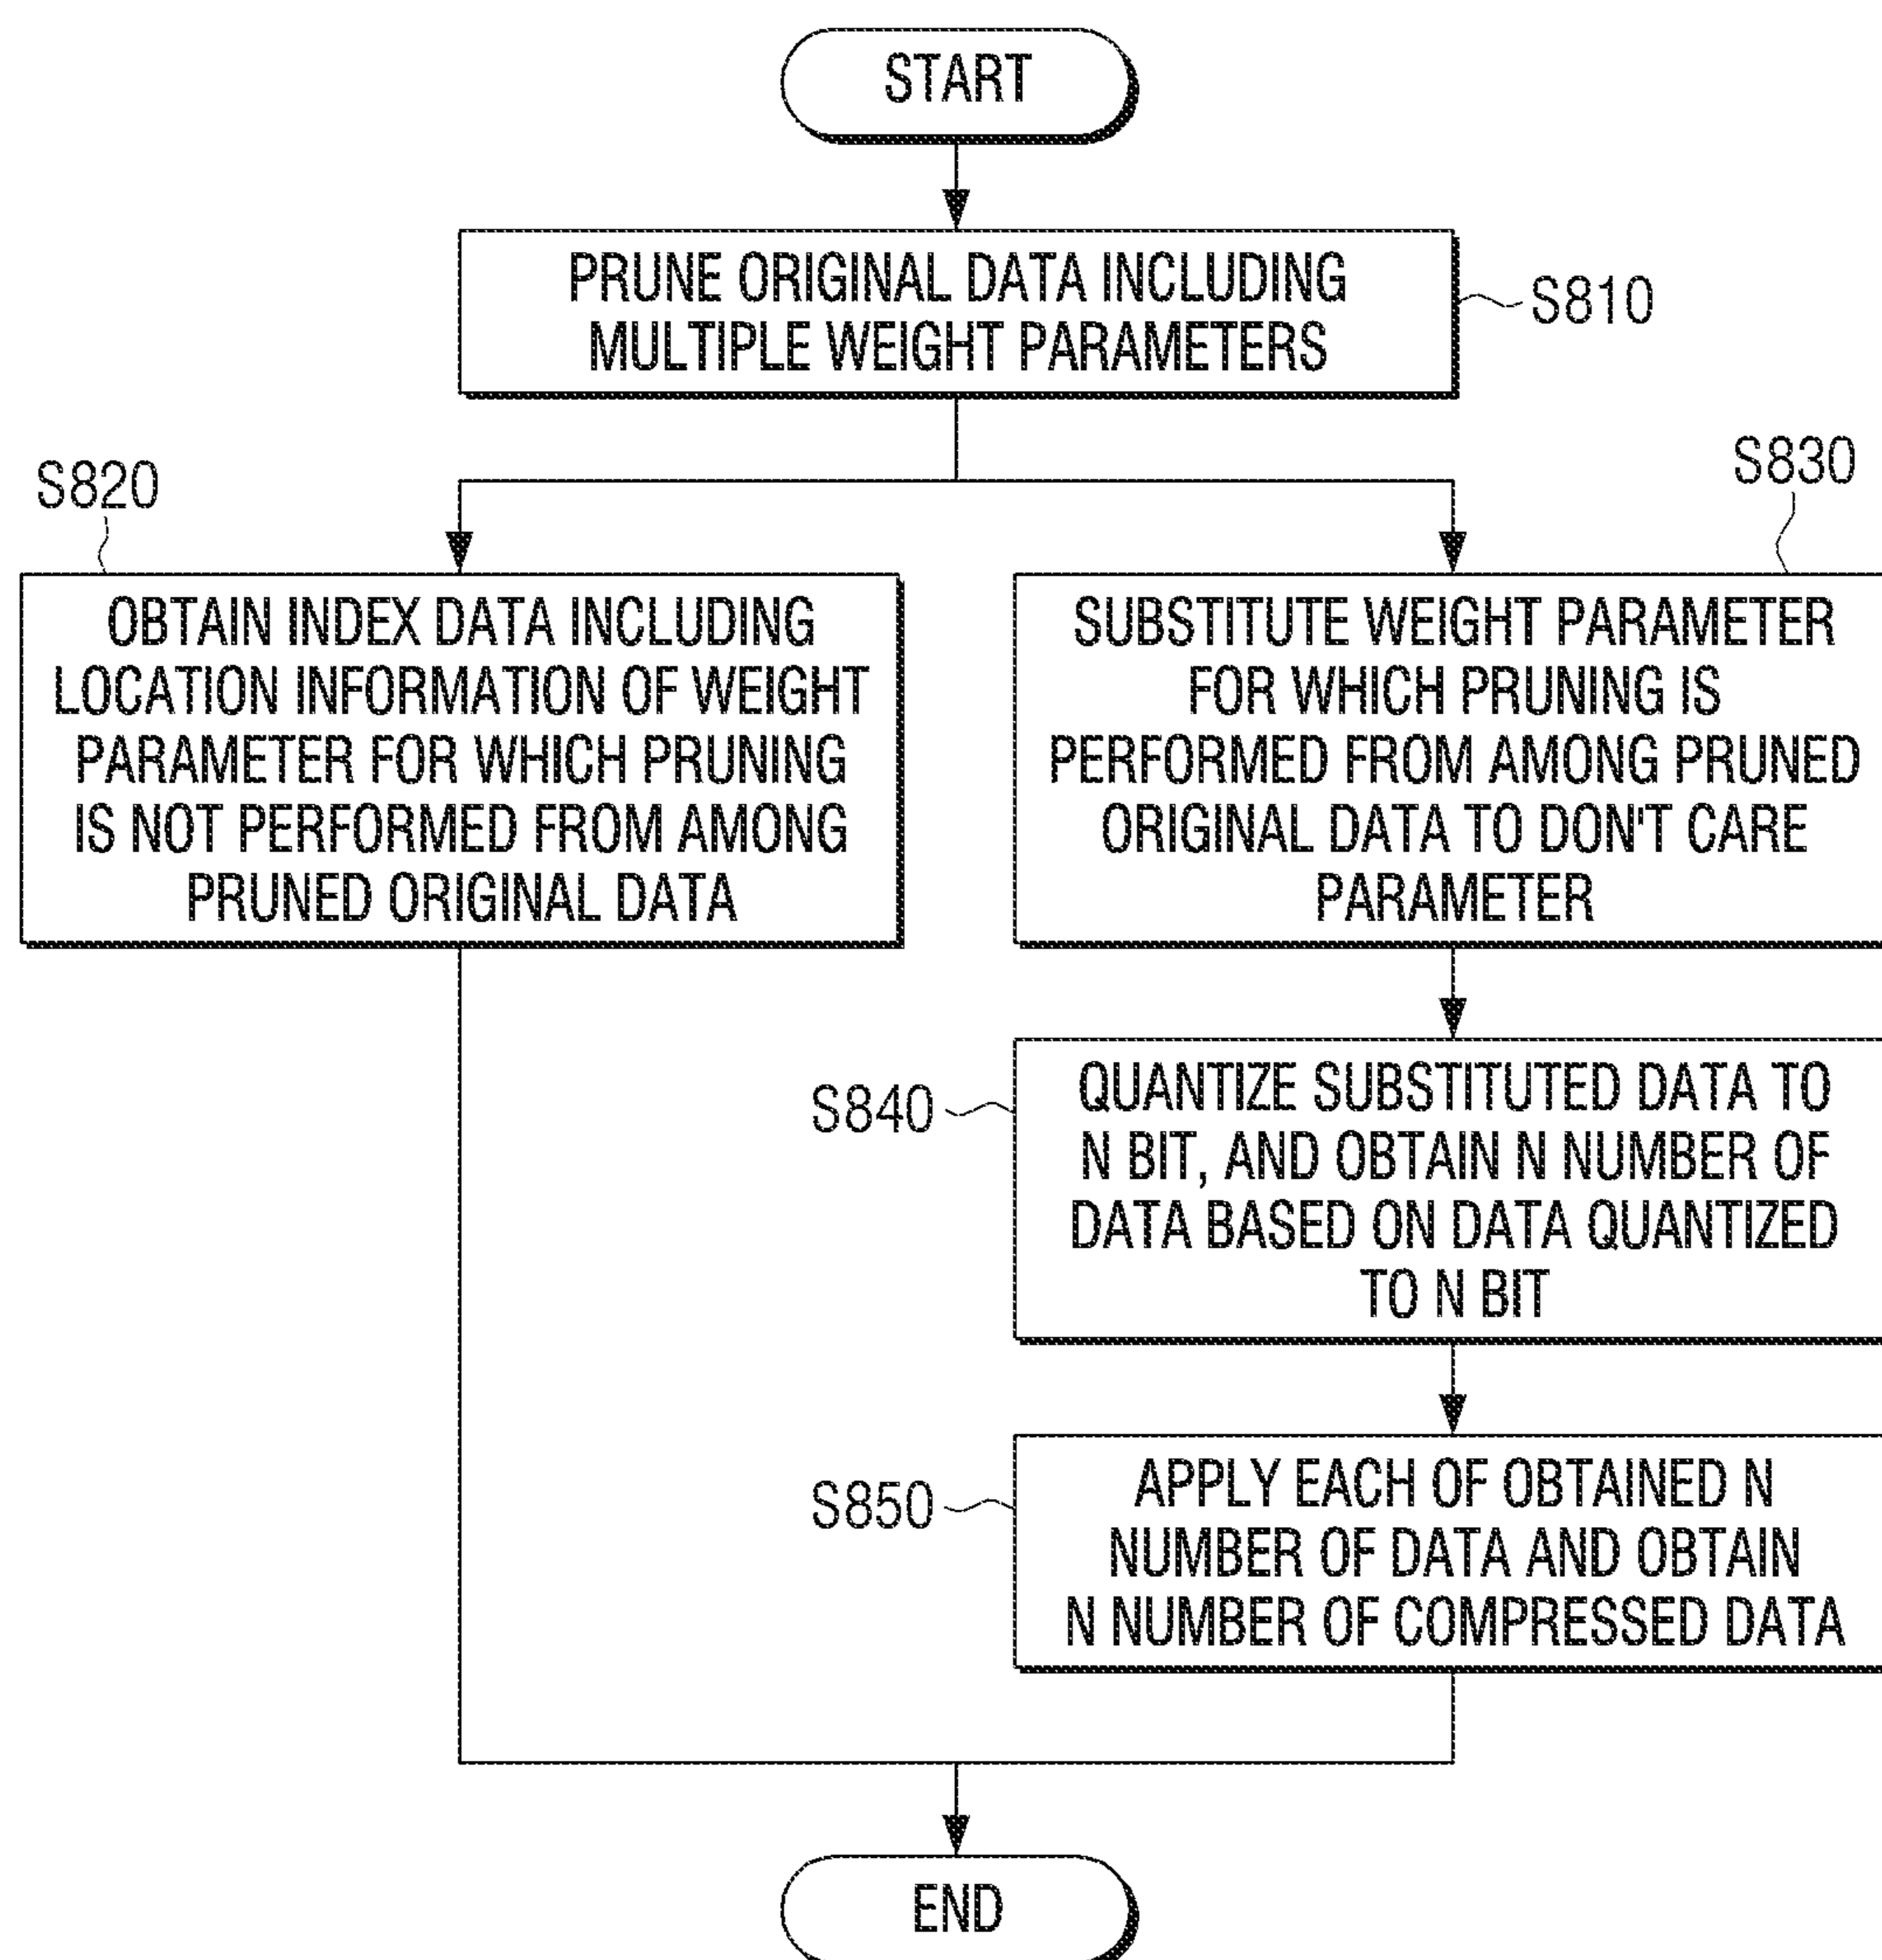 START
PRUNE ORIGINAL DATA INCLUDING
MULTIPLE WEIGHT PARAMETERS
S810
S820
OBTAIN INDEX DATA INCLUDING
LOCATION INFORMATION OF WEIGHT
PARAMETER FOR WHICH PRUNING
IS NOT PERFORMED FROM AMONG
PRUNED ORIGINAL DATA
S830
SUBSTITUTE WEIGHT PARAMETER
FOR WHICH PRUNING IS
PERFORMED FROM AMONG PRUNED
ORIGINAL DATA TO DON'T CARE
PARAMETER
S840
QUANTIZE SUBSTITUTED DATA TO
N BIT, AND OBTAIN N NUMBER OF
DATA BASED ON DATA QUANTIZED
TO N BIT
S850
APPLY EACH OF OBTAINED N
NUMBER OF DATA AND OBTAIN
N NUMBER OF COMPRESSED DATA
END